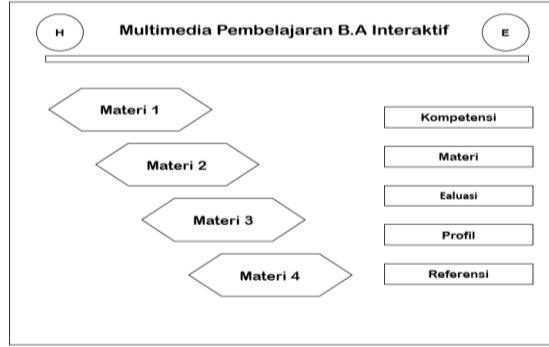 H
Multimedia Pembelajaran B.A Interaktif
E
Materi 1
Materi 2
Materi 3
Materi 4
Kompetensi
Materi
Ealuasi
Profil
Referensi